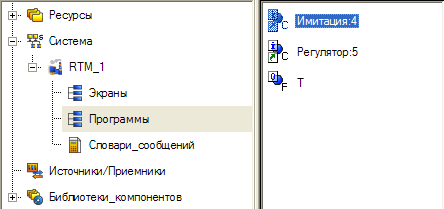 Ресурсы
Система
RTM_1
Экраны
Программы
Словари_сообщений
Источники/Приемники
Библиотеки_компонентов
Имитация:4
Регулятор:5
T